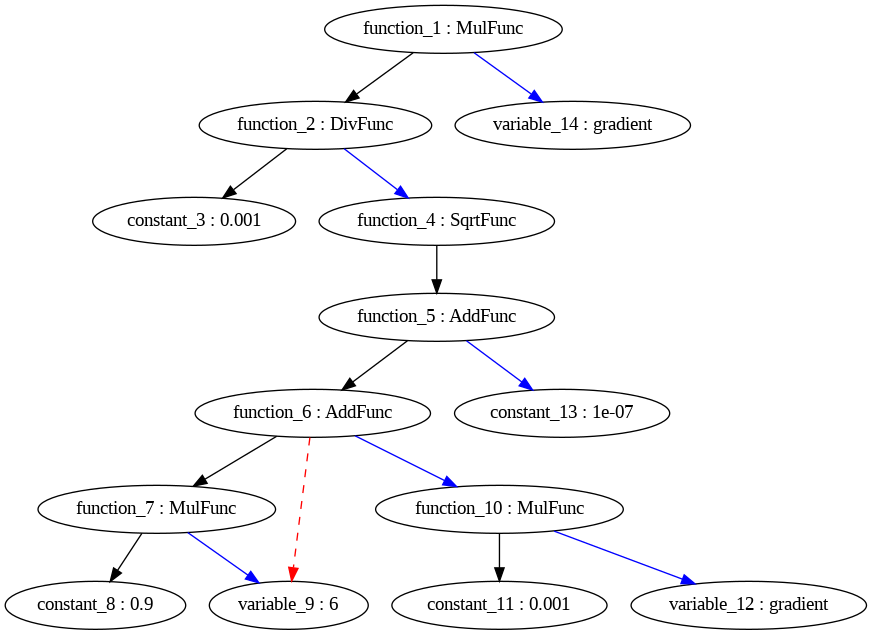 function_1 : MulFunc
function_2 : DivFunc
variable_14 : gradient
constant_3 : 0.001
function_4 : SqrtFunc
function_5 : AddFunc
function_6 : AddFunc
constant_13 : 1e-07
function_7 : MulFunc
function_10 : MulFunc
constant_8 : 0.9
variable_9 : 6
constant_11 : 0.001
variable_12 : gradient